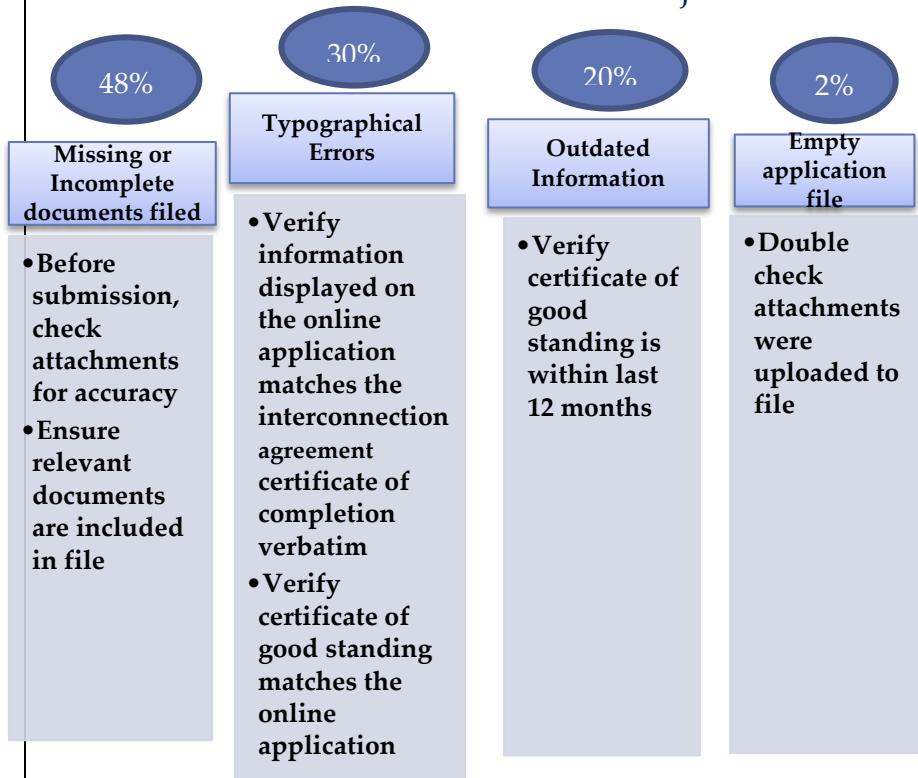 48%
Missing or
Incomplete
documents filed
•Before
submission,
check
attachments
for accuracy
•Ensure
relevant
documents
are included
in file
30%
Typographical
Errors
•Verify
information
displayed on
the online
application
matches the
interconnection
agreement
certificate of
completion
verbatim
•Verify
certificate of
good standing
matches the
online
application
20%
Outdated
Information
•Verify
certificate of
good
standing is
within last
12 months
2%
Empty
application
file
•Double
check
attachments
were
uploaded to
file